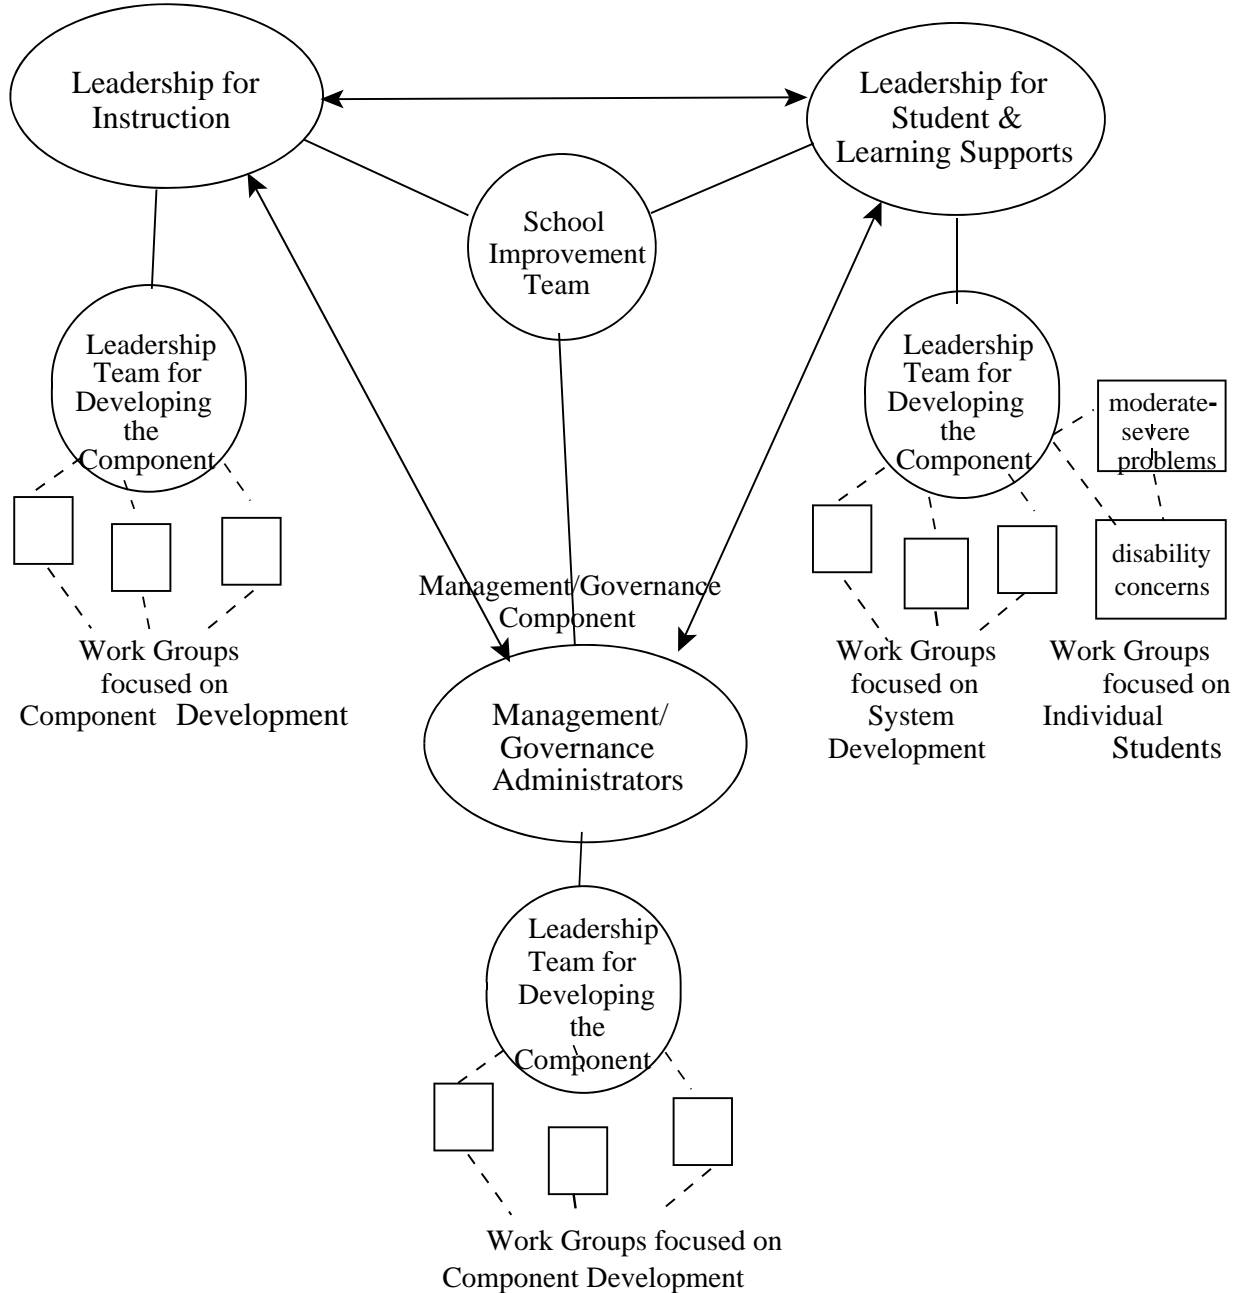 Leadership for
Instruction
Leadership for
Student &
Learning Supports
School
Improvement
Team
Leadership
Team for
Developing
the
Component
Leadership
Team for
Developing
the
Component
moderate-
severe
problems
disability
concerns
Management/Governance
Component
Work Groups
focused on
Component Development
Work Groups
focused on
System
Development
Work Groups
focused on
Individual
Students
Management/
Governance
Administrators
Leadership
Team for
Developing
the
Component
Work Groups focused on
Component Development